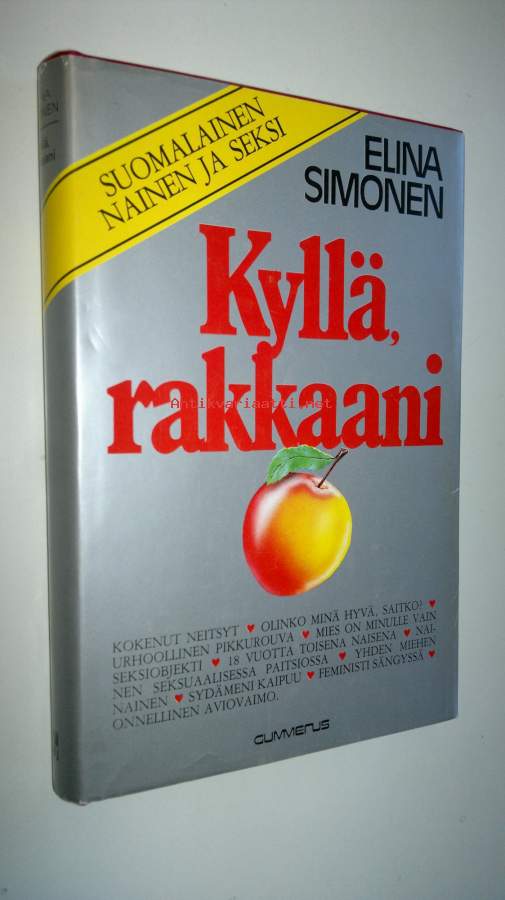 SUOMALAINEN
NAINEN JA SEKSI
ELINA
SIMONEN
Kyllä,
rakkaani
Antikvariaatti.net
KOKENUT NEITSYT ♥ OLINKO MINÄ HYVÄ, SAITKO? ♥
URHOOLLINEN PIKKUROUVA ♥ MIES ON MINULLE VAIN
SEKSIOBJEKTI ♥ 18 VUOTTA TOISENA NAISENA ♥ NAI-
NEN SEKSUAALISESSA PAITSIOSSA ♥ YHDEN MIEHEN
NAINEN ♥ SYDÄMENI KAIPUU ♥ FEMINISTI SÄNGYSSÄ ♥
ONNELLINEN AVIOVAIMO.
GUMMERUS